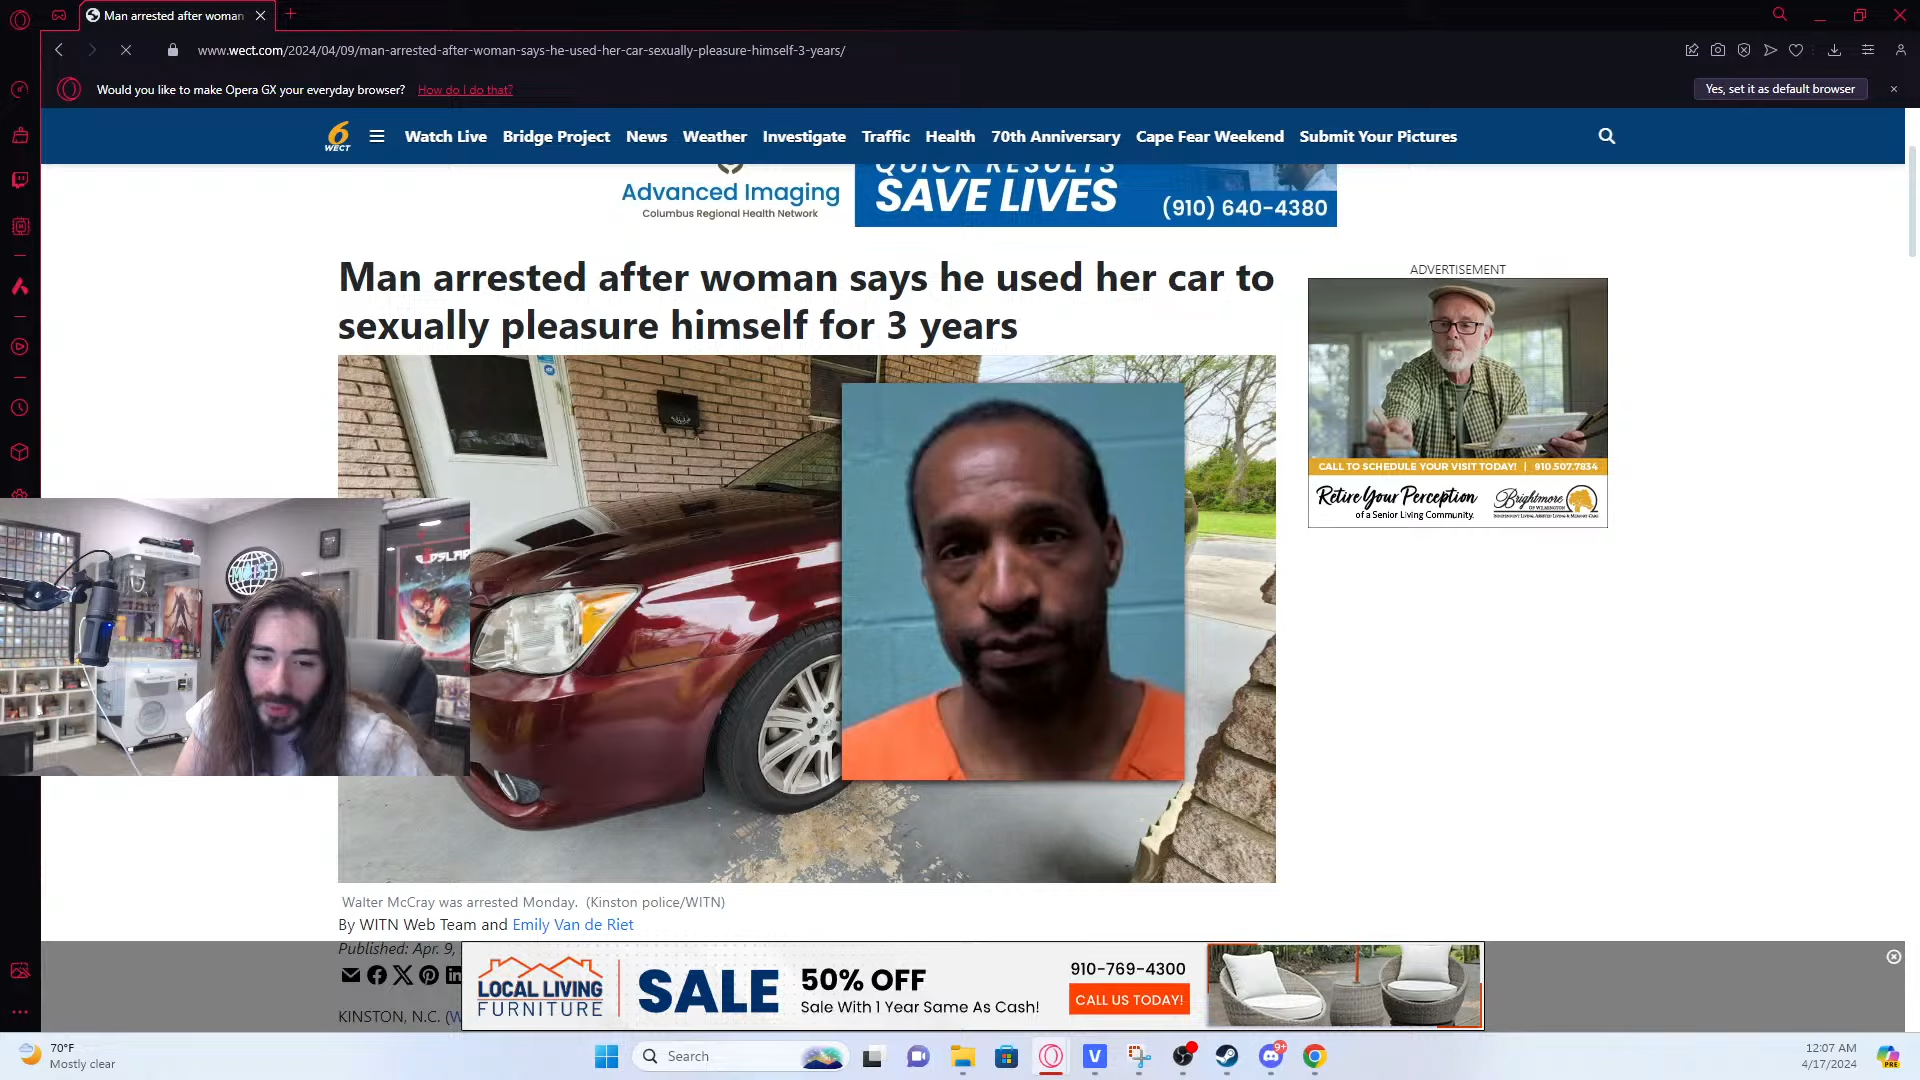 Man arrested after woman
www.wect.com/2024/04/09/man-arrested-after-woman-says-he-used-her-car-sexually-pleasure-himself-3-years/
Would you like to make Opera GX your everyday browser? How do I do that?
Yes, set it as default browser
6 WECT
Watch Live Bridge Project News Weather Investigate Traffic Health 70th Anniversary Cape Fear Weekend Submit Your Pictures
Advanced Imaging
Columbus Regional Health Network
QUICK RESULTS
SAVE LIVES
(910) 640-4380
Man arrested after woman says he used her car to
sexually pleasure himself for 3 years
ADVERTISEMENT
CALL TO SCHEDULE YOUR VISIT TODAY! | 910.507.7834
Retire Your Perception
of a Senior Living Community.
Brightmore
OF WILMINGTON
MOIST
Walter McCray was arrested Monday. (Kinston police/WITN)
By WITN Web Team and Emily Van de Riet
Published: Apr. 9,
KINSTON, N.C. (W
LOCAL LIVING
FURNITURE
SALE
50% OFF
Sale With 1 Year Same As Cash!
910-769-4300
CALL US TODAY!
70°F
Mostly clear
Search
9+
12:07 AM
4/17/2024
PRE